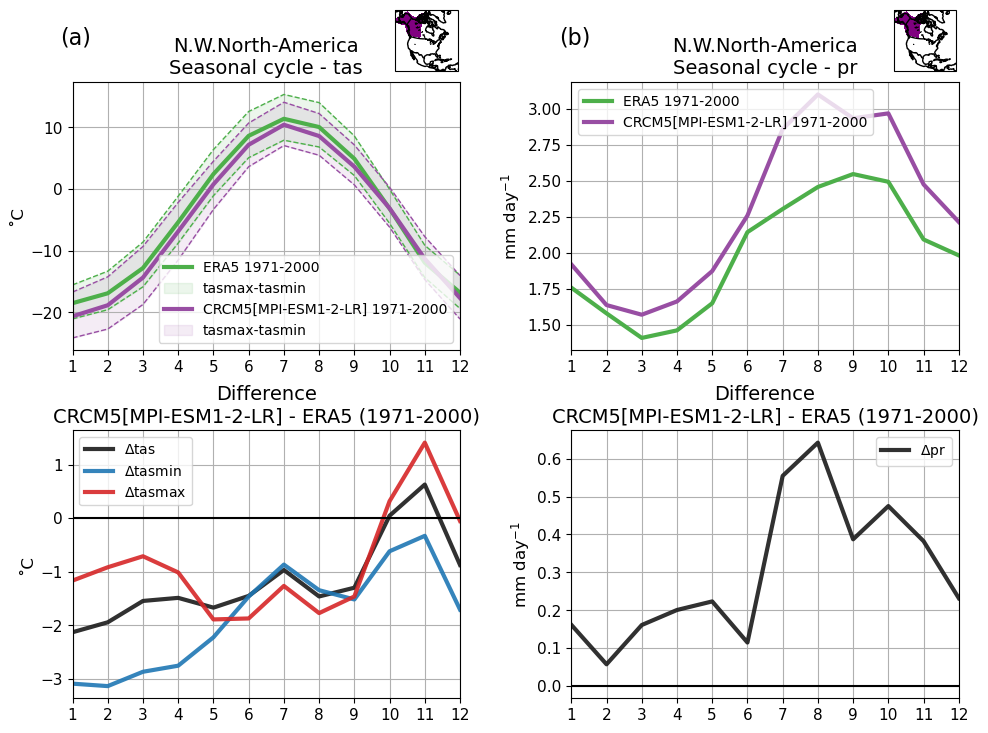 (a)
N.W.North-America
Seasonal cycle - tas
10
0
−10
−20
˚C
ERA5 1971-2000
tasmax-tasmin
CRCM5[MPI-ESM1-2-LR] 1971-2000
tasmax-tasmin
1 2 3 4 5 6 7 8 9 10 11 12
(b)
N.W.North-America
Seasonal cycle - pr
3.00
2.75
2.50
2.25
2.00
1.75
1.50
mm day⁻¹
ERA5 1971-2000
CRCM5[MPI-ESM1-2-LR] 1971-2000
1 2 3 4 5 6 7 8 9 10 11 12
Difference
CRCM5[MPI-ESM1-2-LR] - ERA5 (1971-2000)
1
0
−1
−2
−3
˚C
Δtas
Δtasmin
Δtasmax
1 2 3 4 5 6 7 8 9 10 11 12
Difference
CRCM5[MPI-ESM1-2-LR] - ERA5 (1971-2000)
0.6
0.5
0.4
0.3
0.2
0.1
0.0
mm day⁻¹
Δpr
1 2 3 4 5 6 7 8 9 10 11 12